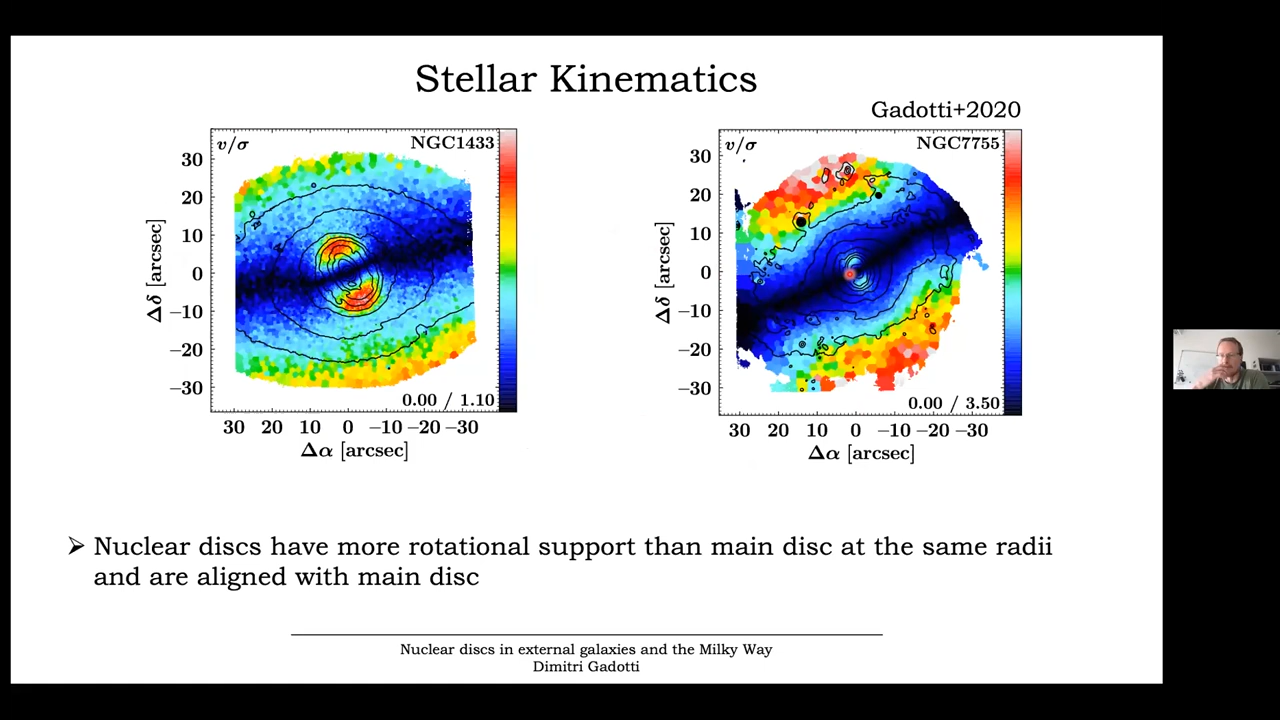 Stellar Kinematics
Gadotti+2020
v/σ NGC1433
30
20
10
0
−10
−20
−30
Δδ [arcsec]
0.00 / 1.10
30 20 10 0 −10 −20 −30
Δα [arcsec]
v/σ NGC7755
30
20
10
0
−10
−20
−30
Δδ [arcsec]
0.00 / 3.50
30 20 10 0 −10 −20 −30
Δα [arcsec]
➢ Nuclear discs have more rotational support than main disc at the same radii
and are aligned with main disc
Nuclear discs in external galaxies and the Milky Way
Dimitri Gadotti